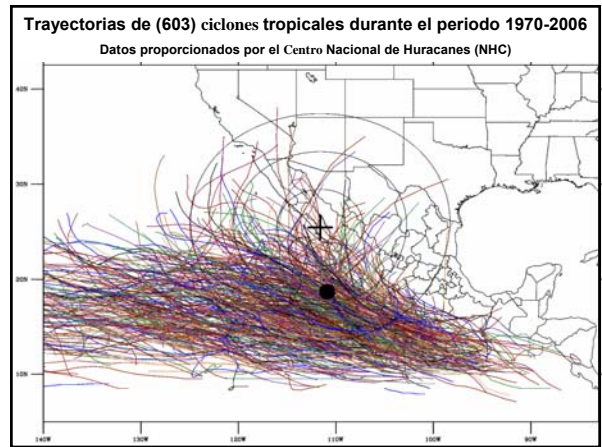 Trayectorias de (603) ciclones tropicales durante el periodo 1970-2006
Datos proporcionados por el Centro Nacional de Huracanes (NHC)
40N
30N
20N
10N
140W 130W 120W 110W 100W 90W